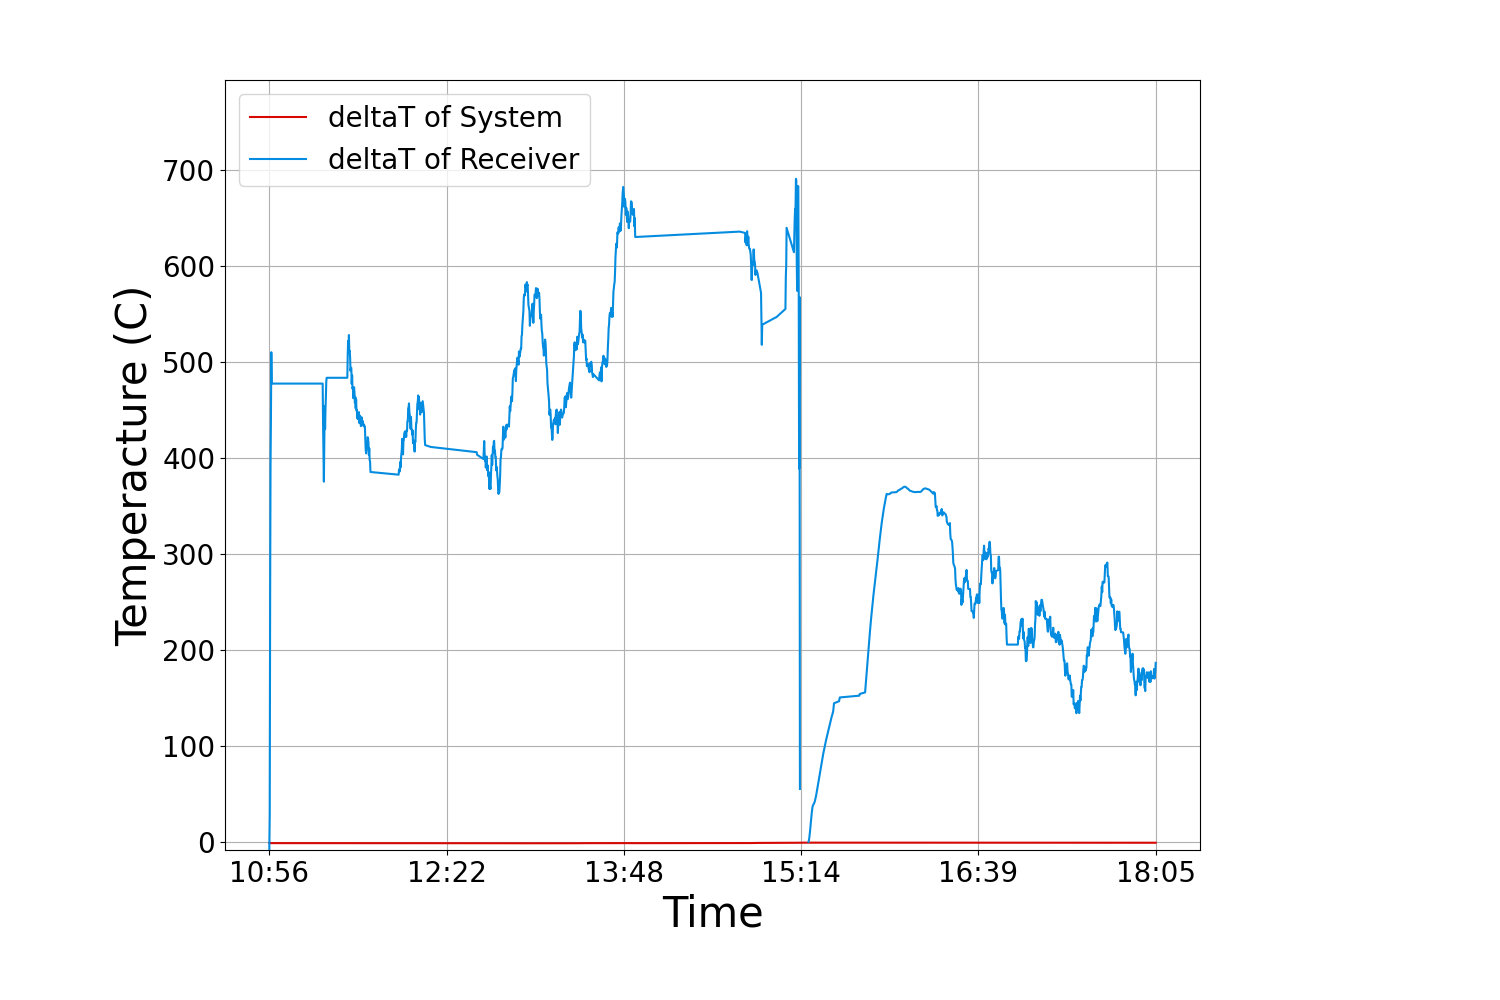 deltaT of System
deltaT of Receiver
700
600
500
400
300
200
100
0
Temperacture (C)
10:56 12:22 13:48 15:14 16:39 18:05
Time